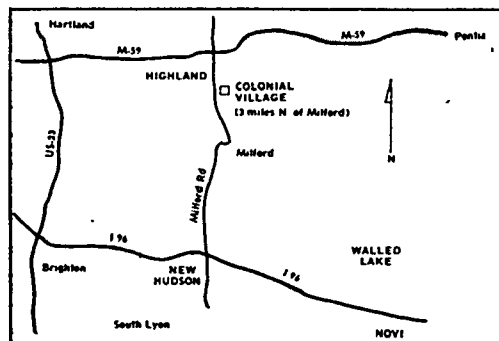 Hartland
M-59
M-59
HIGHLAND
COLONIAL
VILLAGE
(3 miles N of Milford)
N
US-23
Milford
Milford Rd
I 96
WALLED
LAKE
Brighton
NEW
HUDSON
I 96
South Lyon
NOVI